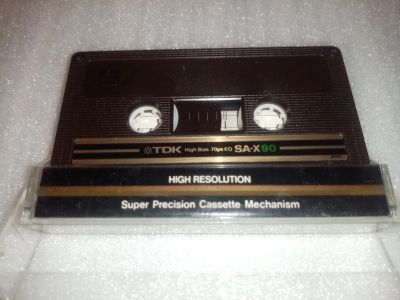 TDK High Bias 70μs EQ SA-X90
HIGH RESOLUTION
Super Precision Cassette Mechanism